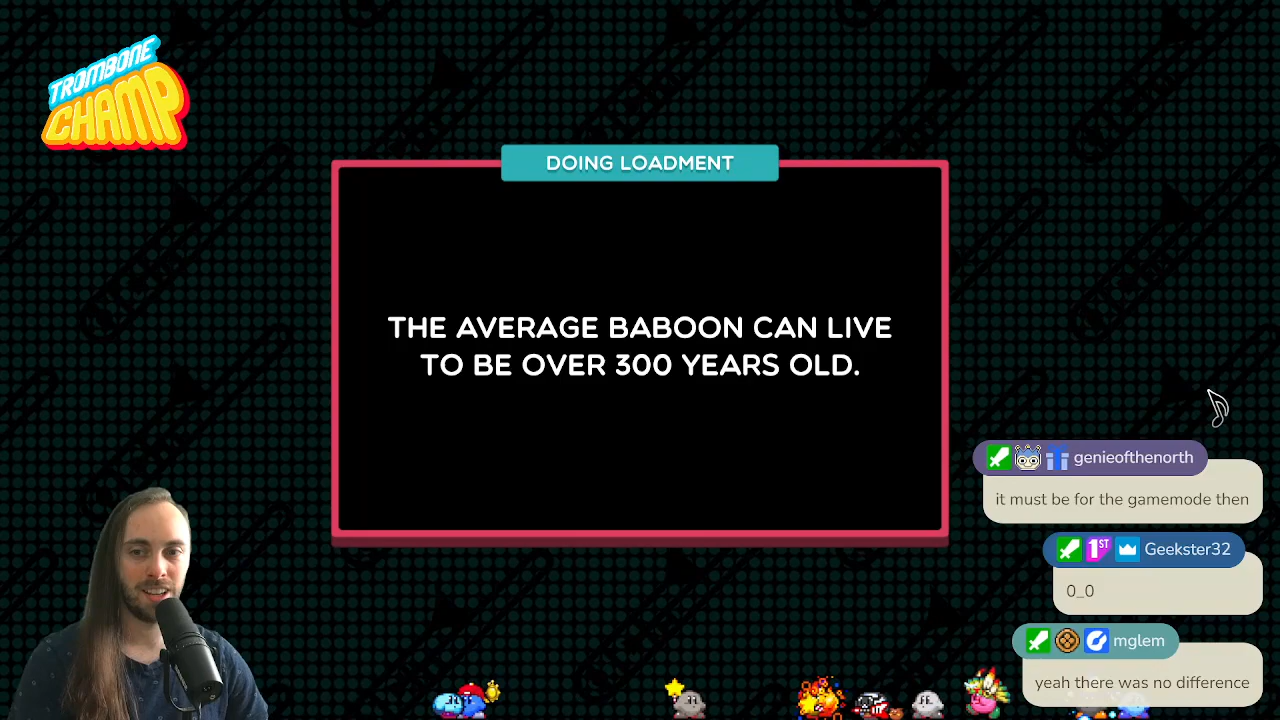 TROMBONE
CHAMP
DOING LOADMENT
THE AVERAGE BABOON CAN LIVE
TO BE OVER 300 YEARS OLD.
genieofthenorth
it must be for the gamemode then
1ST Geekster32
0_0
mglem
yeah there was no difference